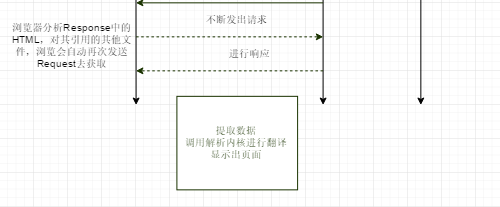 不断发出请求
浏览器分析Response中的
HTML，对其引用的其他文
件，浏览会自动再次发送
Request去获取
进行响应
提取数据
调用解析内核进行翻译
显示出页面